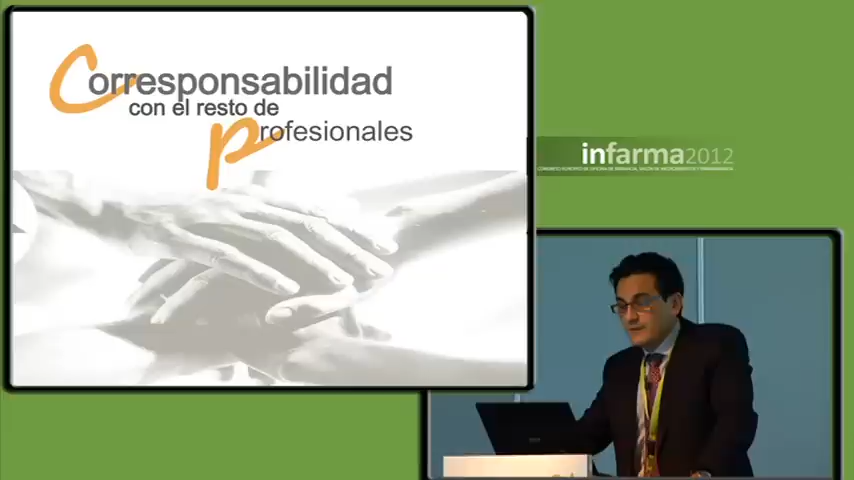 Corresponsabilidad
con el resto de
Profesionales
infarma2012